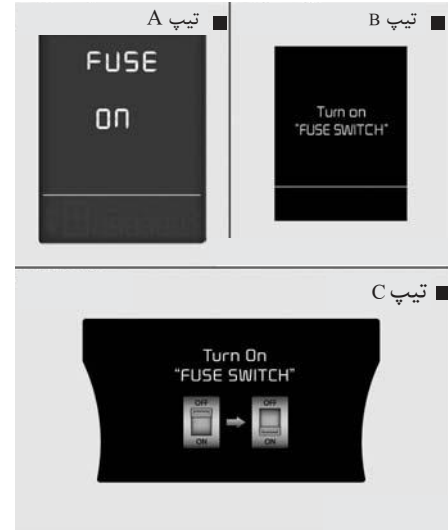 ■ تیپ A
FUSE
on
■ تیپ B
Turn on
"FUSE SWITCH"
■ تیپ C
Turn On
"FUSE SWITCH"
OFF OFF
ON ON